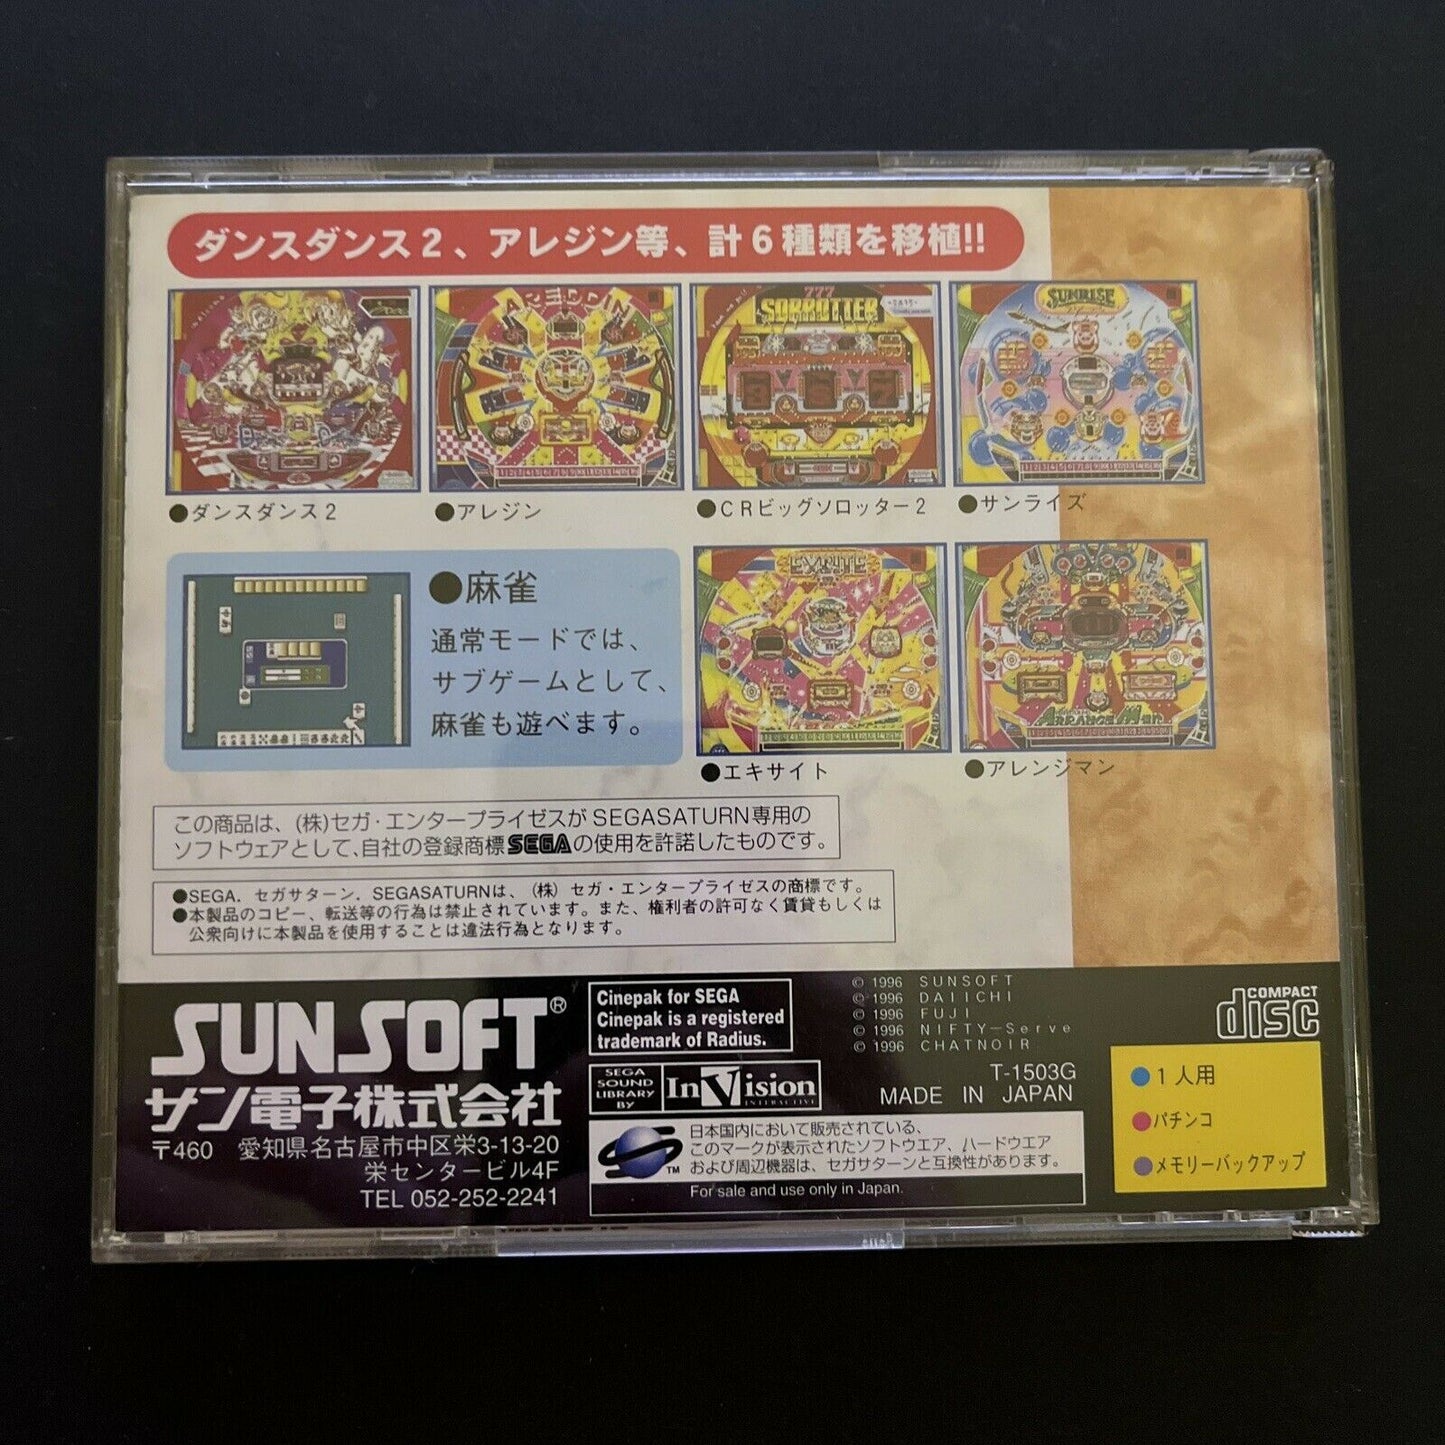 ダンスダンス2、アレジン等、計6種類を移植!!
ALEDDIN
777
SORROTTER
SUNRISE
●ダンスダンス2
●アレジン
●CRビッグソロッター2
●サンライズ
●麻雀
通常モードでは、
サブゲームとして、
麻雀も遊べます。
EXCITE
ARRANGE MAN
●エキサイト
●アレンジマン
この商品は、(株)セガ・エンタープライゼスがSEGASATURN専用の
ソフトウェアとして、自社の登録商標SEGAの使用を許諾したものです。
●SEGA. セガサターン. SEGASATURNは、(株) セガ・エンタープライゼスの商標です。
●本製品のコピー、転送等の行為は禁止されています。また、権利者の許可なく賃貸もしくは
公衆向けに本製品を使用することは違法行為となります。
SUNSOFT®
サン電子株式会社
〒460 愛知県名古屋市中区栄3-13-20
栄センタービル4F
TEL 052-252-2241
Cinepak for SEGA
Cinepak is a registered
trademark of Radius.
SEGA
SOUND
LIBRARY
BY
InVision
INTERACTIVE
© 1996 SUNSOFT
© 1996 DAIICHI
© 1996 FUJI
© 1996 NIFTY-Serve
© 1996 CHATNOIR
T-1503G
MADE IN JAPAN
TM
日本国内において販売されている、
このマークが表示されたソフトウエア、ハードウエア
および周辺機器は、セガサターンと互換性があります。
For sale and use only in Japan.
COMPACT
disc
●1人用
●パチンコ
●メモリーバックアップ